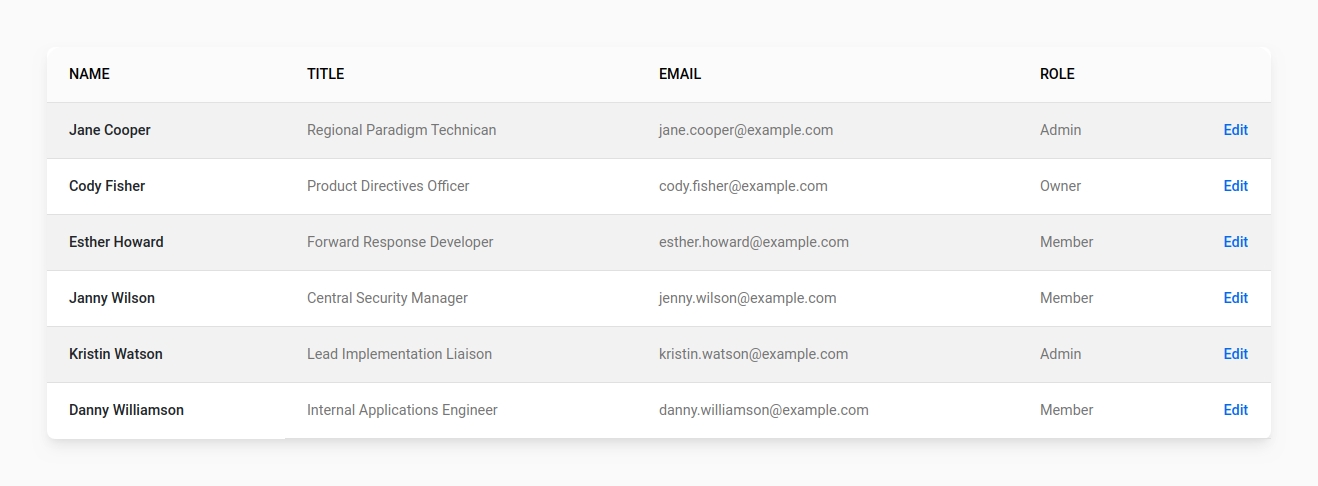 NAME TITLE EMAIL ROLE
Jane Cooper Regional Paradigm Technican jane.cooper@example.com Admin Edit
Cody Fisher Product Directives Officer cody.fisher@example.com Owner Edit
Esther Howard Forward Response Developer esther.howard@example.com Member Edit
Janny Wilson Central Security Manager jenny.wilson@example.com Member Edit
Kristin Watson Lead Implementation Liaison kristin.watson@example.com Admin Edit
Danny Williamson Internal Applications Engineer danny.williamson@example.com Member Edit